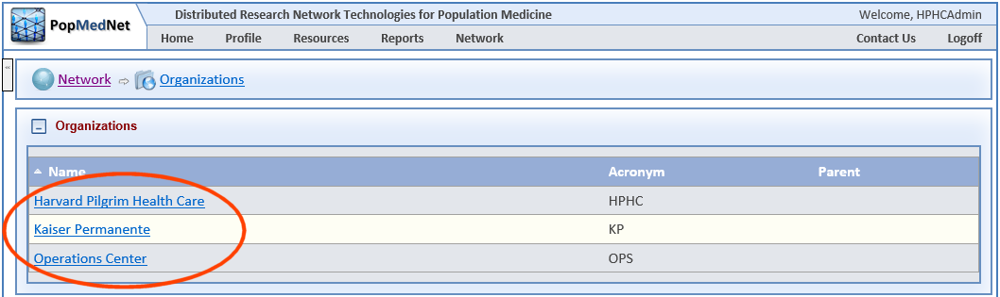 PopMedNet
Distributed Research Network Technologies for Population Medicine
Welcome, HPHCAdmin
Home Profile Resources Reports Network Contact Us Logoff
<<
Network ⇨ Organizations
Organizations
Name Acronym Parent
Harvard Pilgrim Health Care HPHC
Kaiser Permanente KP
Operations Center OPS